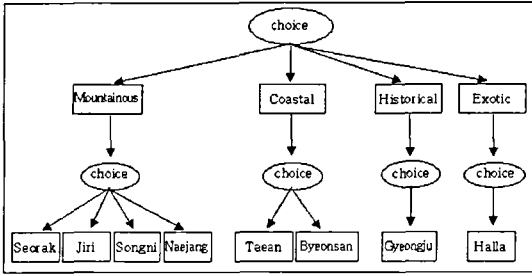 choice
Mountainous Coastal Historical Exotic
choice choice choice choice
Seorak Jiri Songni Naejang Taean Byeonsan Gyeongju Halla